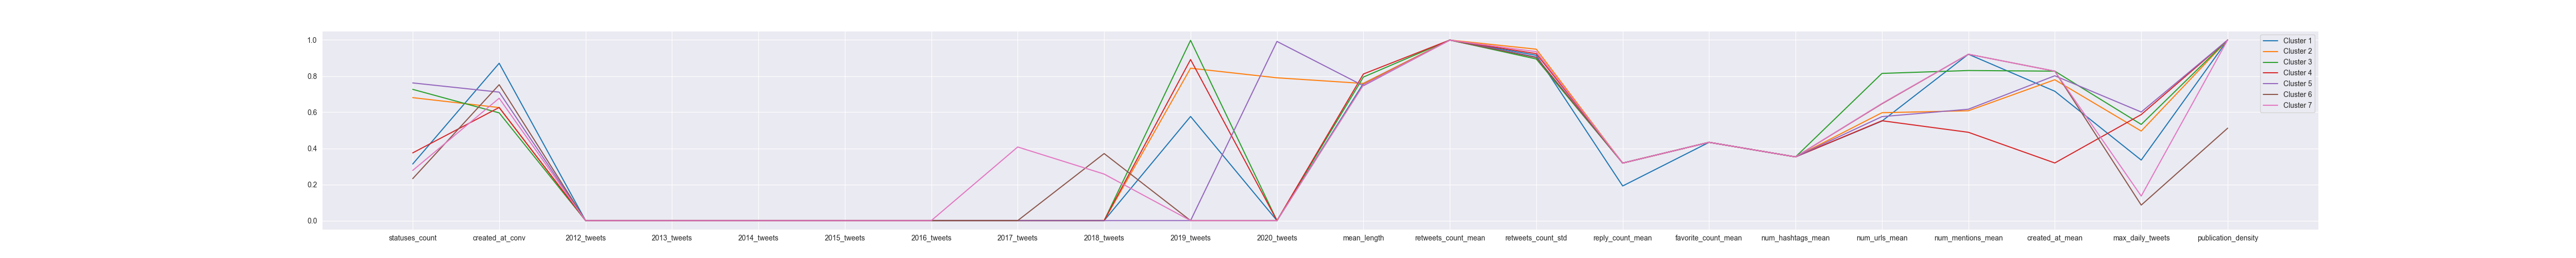 1.0
0.8
0.6
0.4
0.2
0.0
statuses_count
created_at_conv
2012_tweets
2013_tweets
2014_tweets
2015_tweets
2016_tweets
2017_tweets
2018_tweets
2019_tweets
2020_tweets
mean_length
retweets_count_mean
retweets_count_std
reply_count_mean
favorite_count_mean
num_hashtags_mean
num_urls_mean
num_mentions_mean
created_at_mean
max_daily_tweets
publication_density
Cluster 1
Cluster 2
Cluster 3
Cluster 4
Cluster 5
Cluster 6
Cluster 7